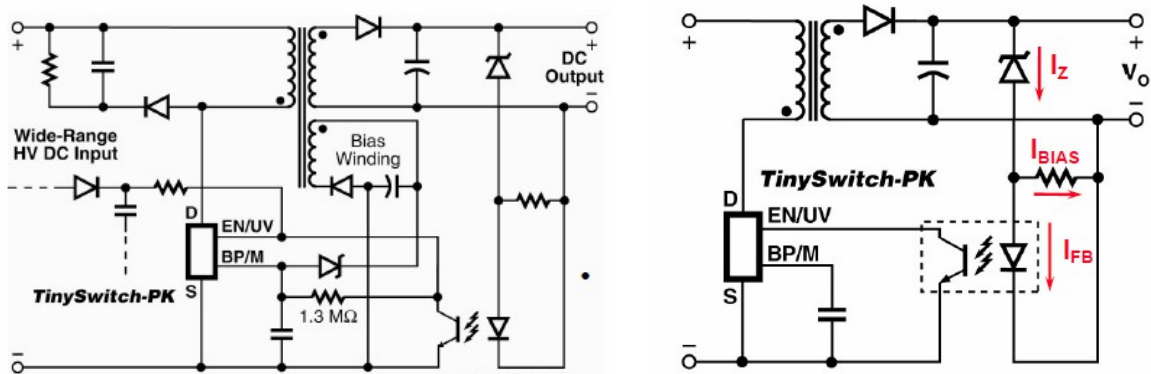 +
+
DC
Output
−
Wide-Range
HV DC Input
Bias
Winding
D
EN/UV
BP/M
S
TinySwitch-PK
1.3 MΩ
−
+
+
IZ
VO
−
IBIAS
TinySwitch-PK
D
EN/UV
BP/M
S
IFB
−